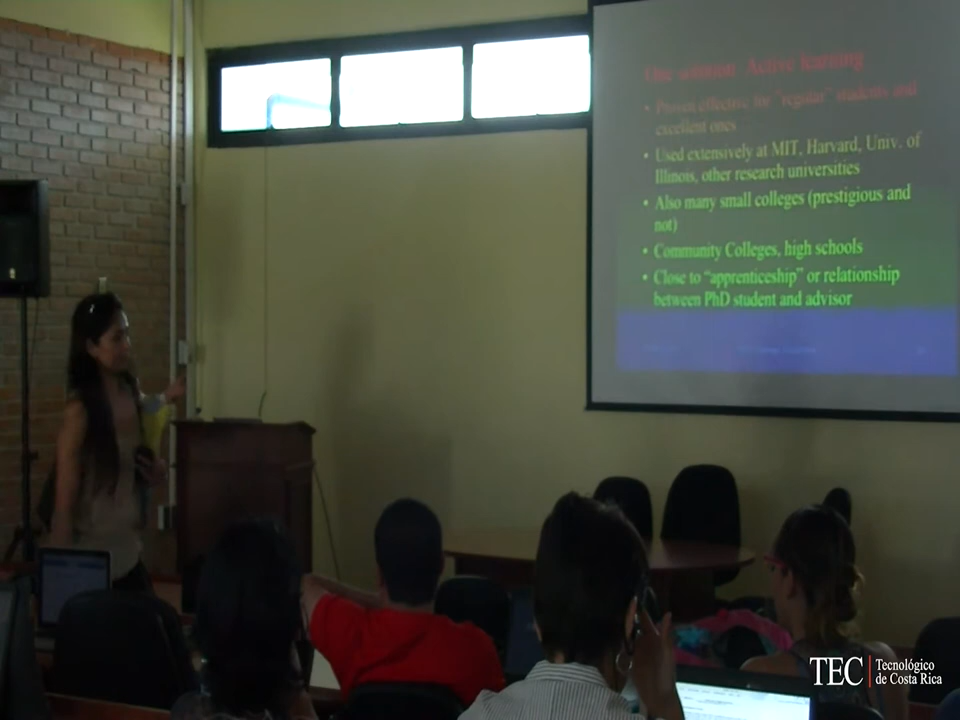 One solution: Active learning
• Proven effective for "regular" students and
excellent ones
• Used extensively at MIT, Harvard, Univ. of
Illinois, other research universities
• Also many small colleges (prestigious and
not)
• Community Colleges, high schools
• Close to “apprenticeship” or relationship
between PhD student and advisor
TEC | Tecnológico
de Costa Rica